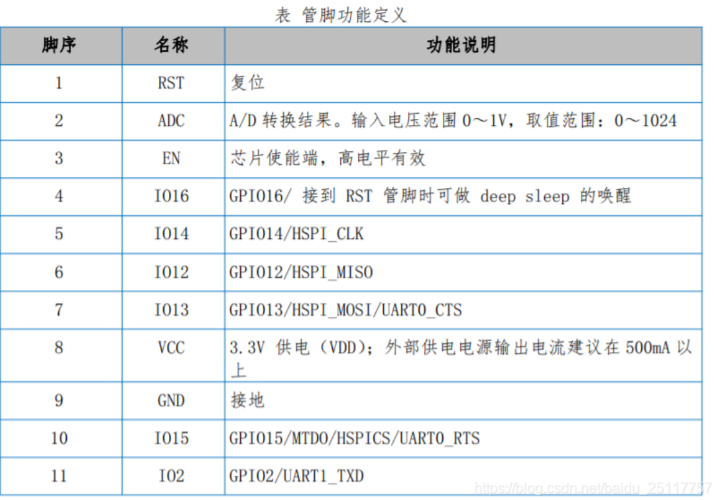 表 管脚功能定义
脚序 名称 功能说明
1 RST 复位
2 ADC A/D 转换结果。输入电压范围 0～1V，取值范围：0～1024
3 EN 芯片使能端，高电平有效
4 IO16 GPIO16/ 接到 RST 管脚时可做 deep sleep 的唤醒
5 IO14 GPIO14/HSPI_CLK
6 IO12 GPIO12/HSPI_MISO
7 IO13 GPIO13/HSPI_MOSI/UART0_CTS
8 VCC 3.3V 供电（VDD）；外部供电电源输出电流建议在 500mA 以
上
9 GND 接地
10 IO15 GPIO15/MTDO/HSPICS/UART0_RTS
11 IO2 GPIO2/UART1_TXD
https://blog.csdn.net/baidu_25117757